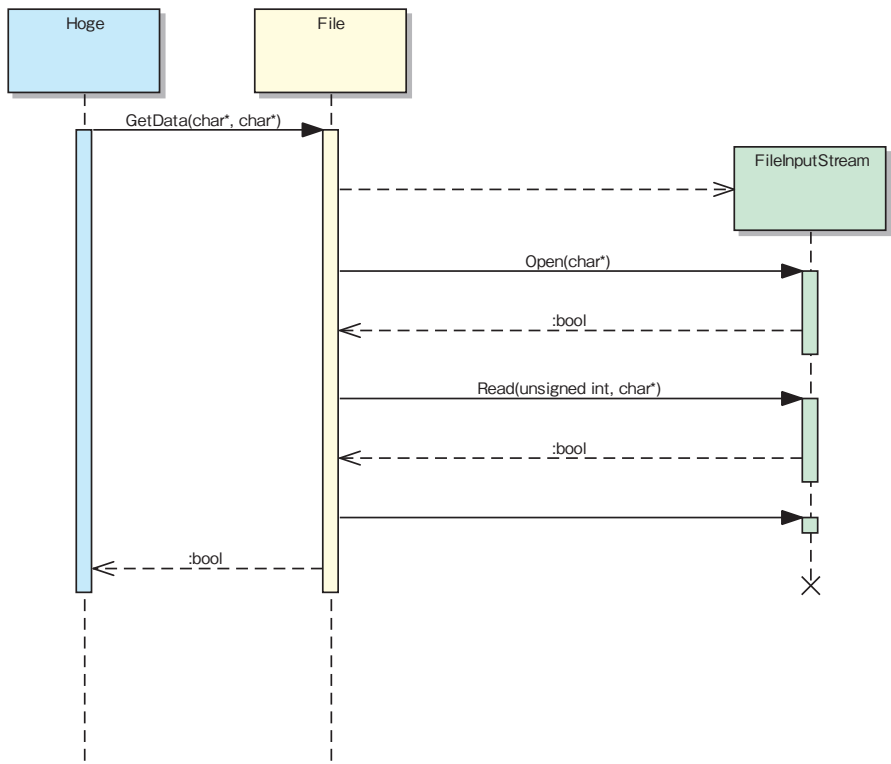 Hoge
File
GetData(char*, char*)
FileInputStream
Open(char*)
:bool
Read(unsigned int, char*)
:bool
:bool